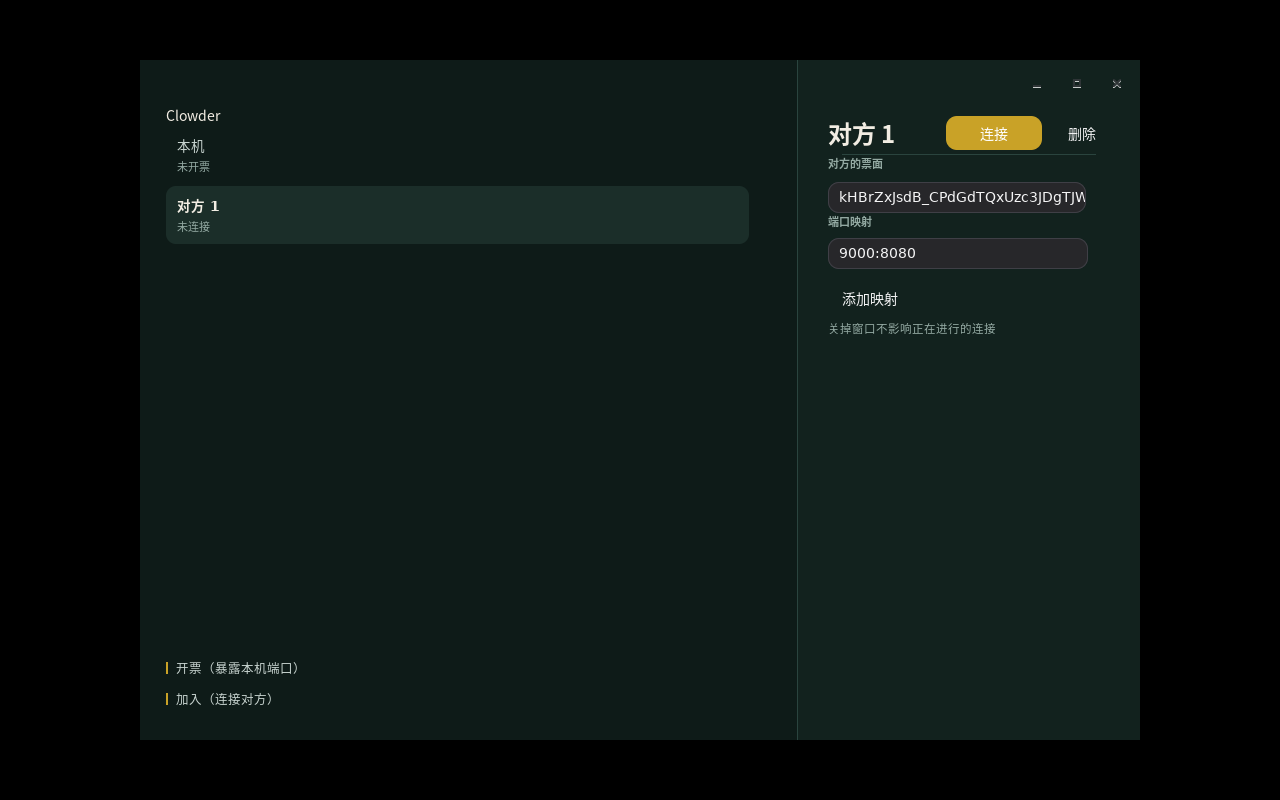 Clowder
本机
未开票
对方 1
未连接
开票（暴露本机端口）
加入（连接对方）
对方 1
连接
删除
对方的票面
kHBrZxJsdB_CPdGdTQxUzc3JDgTJW
端口映射
9000:8080
添加映射
关掉窗口不影响正在进行的连接